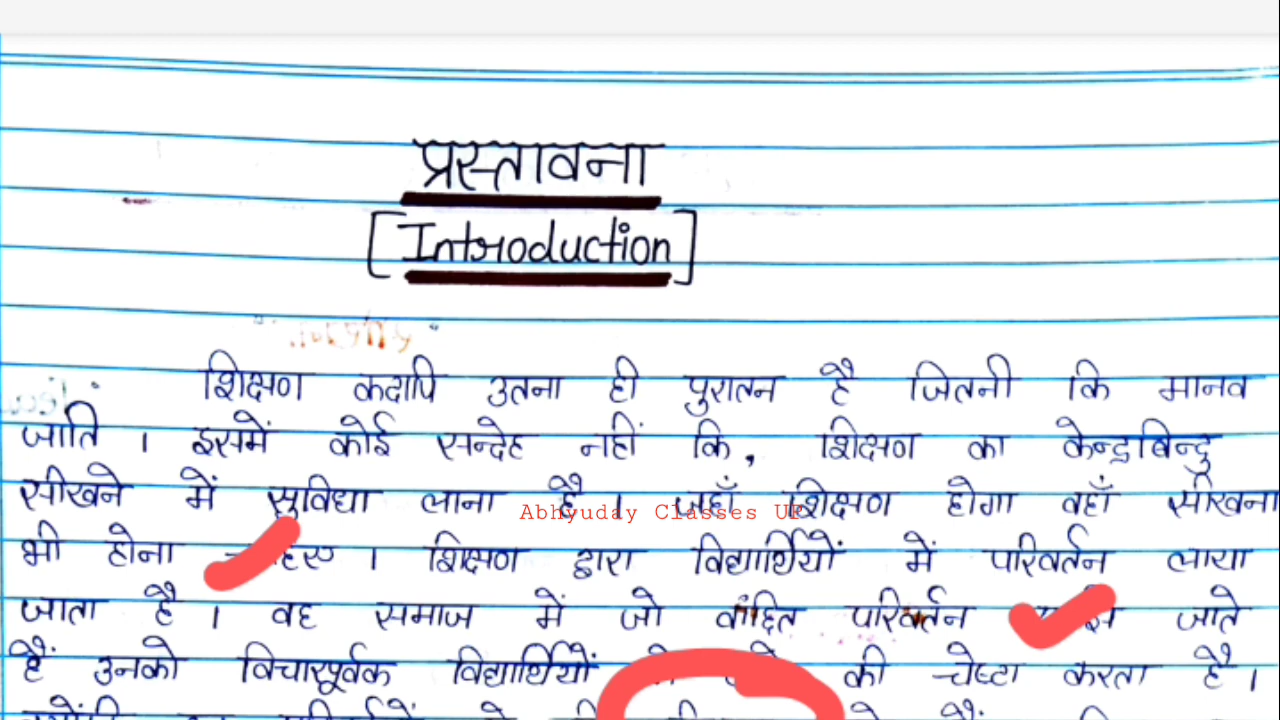 प्रस्तावना
[Introduction]
शिक्षण कदापि उतना ही पुरातन है जितनी कि मानव
जाति । इसमें कोई सन्देह नहीं कि, शिक्षण का केन्द्रबिन्दु
सीखने में सुविधा लाना है । जहाँ शिक्षण होगा वहाँ सीखना
Abhyuday Classes UP
भी होना । शिक्षण द्वारा विद्यार्थियों में परिवर्तन लाया
जाता है । वह समाज में जो वांछित परिवर्तन जाते
हैं उनको विचारपूर्वक विद्यार्थियों की चेष्टा करता है ।